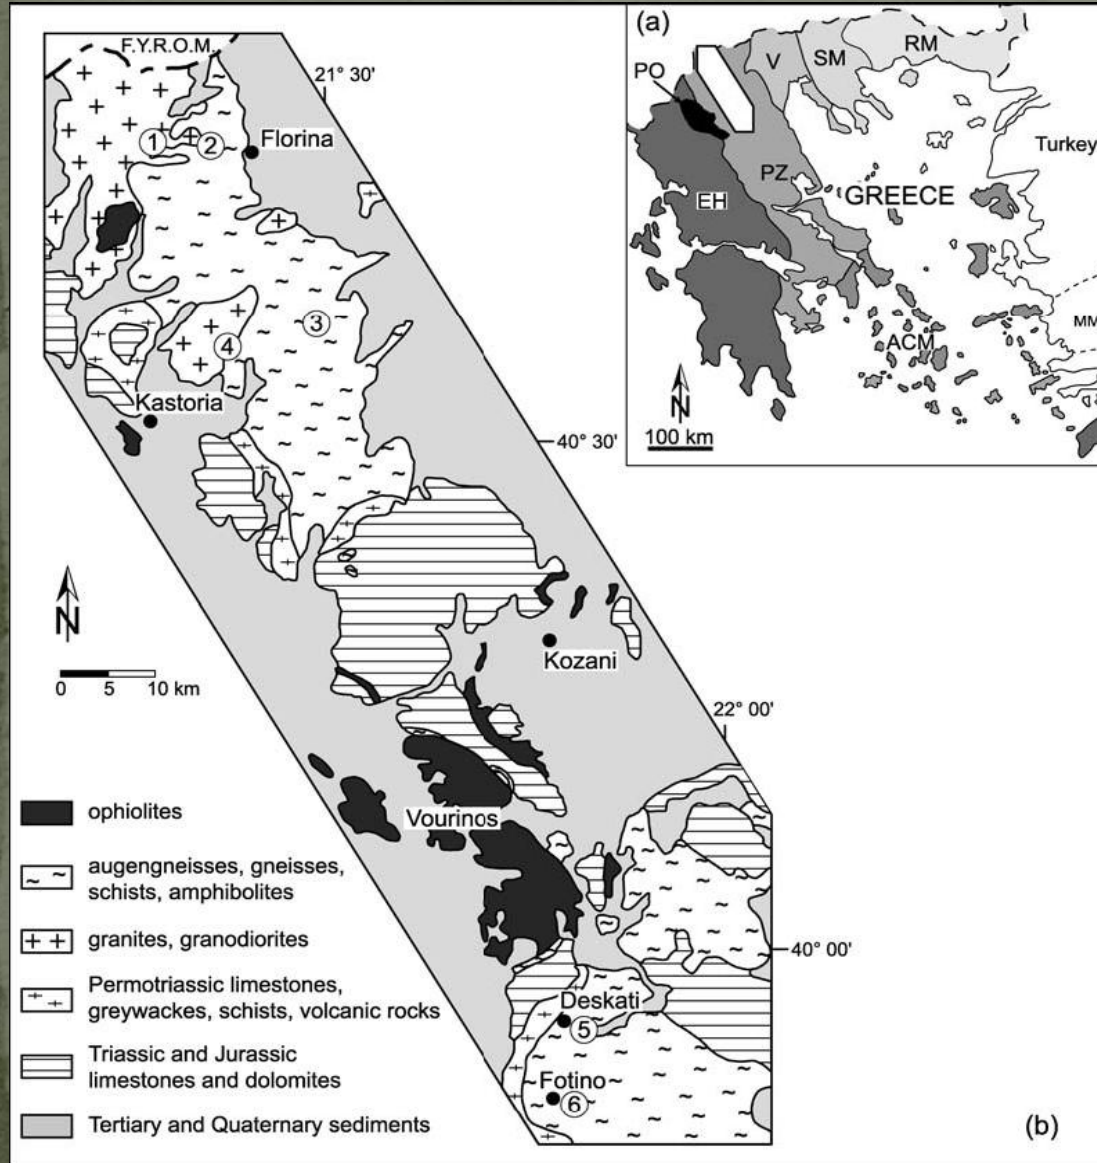 F.Y.R.O.M.
21° 30'
1
2
Florina
3
4
Kastoria
40° 30'
N
0 5 10 km
Kozani
22° 00'
Vourinos
40° 00'
Deskati
5
Fotino
6
(b)
ophiolites
augengneisses, gneisses,
schists, amphibolites
granites, granodiorites
Permotriassic limestones,
greywackes, schists, volcanic rocks
Triassic and Jurassic
limestones and dolomites
Tertiary and Quaternary sediments
(a)
PO
V
SM
RM
Turkey
PZ
GREECE
EH
MM
ACM
N
100 km